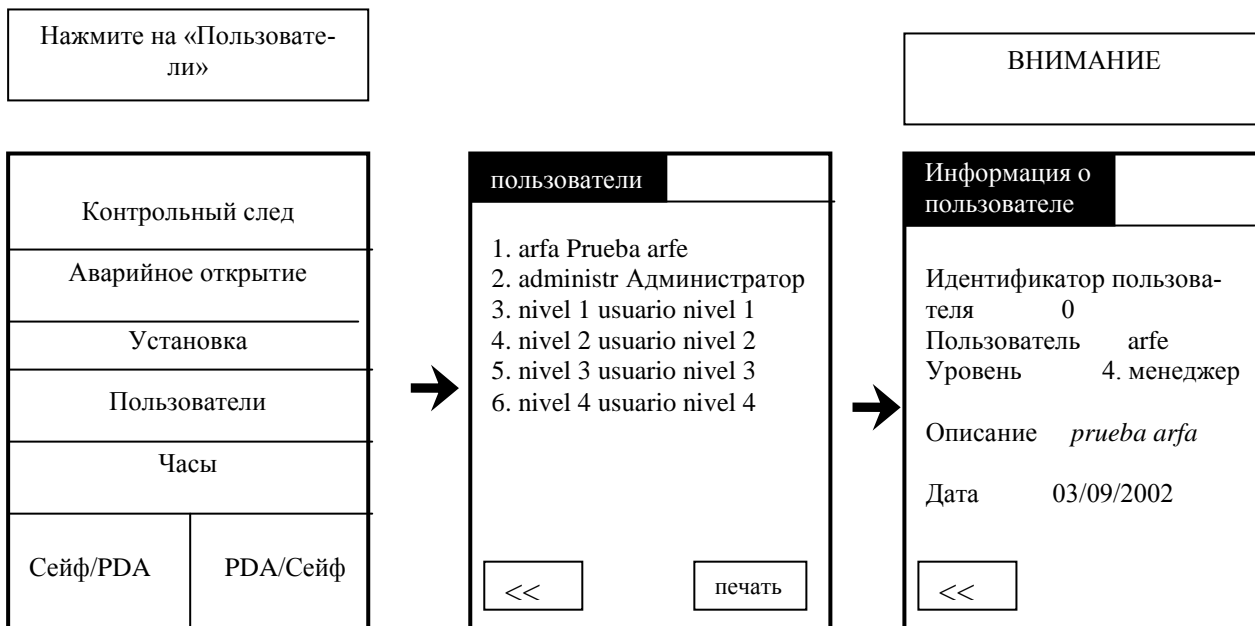 Нажмите на «Пользовате-
ли»
ВНИМАНИЕ
Контрольный след
Аварийное открытие
Установка
Пользователи
Часы
Сейф/PDA
PDA/Сейф
пользователи
1. arfa Prueba arfe
2. administr Администратор
3. nivel 1 usuario nivel 1
4. nivel 2 usuario nivel 2
5. nivel 3 usuario nivel 3
6. nivel 4 usuario nivel 4
<<
печать
Информация о
пользователе
Идентификатор пользова-
теля 0
Пользователь arfe
Уровень 4. менеджер
Описание prueba arfa
Дата 03/09/2002
<<